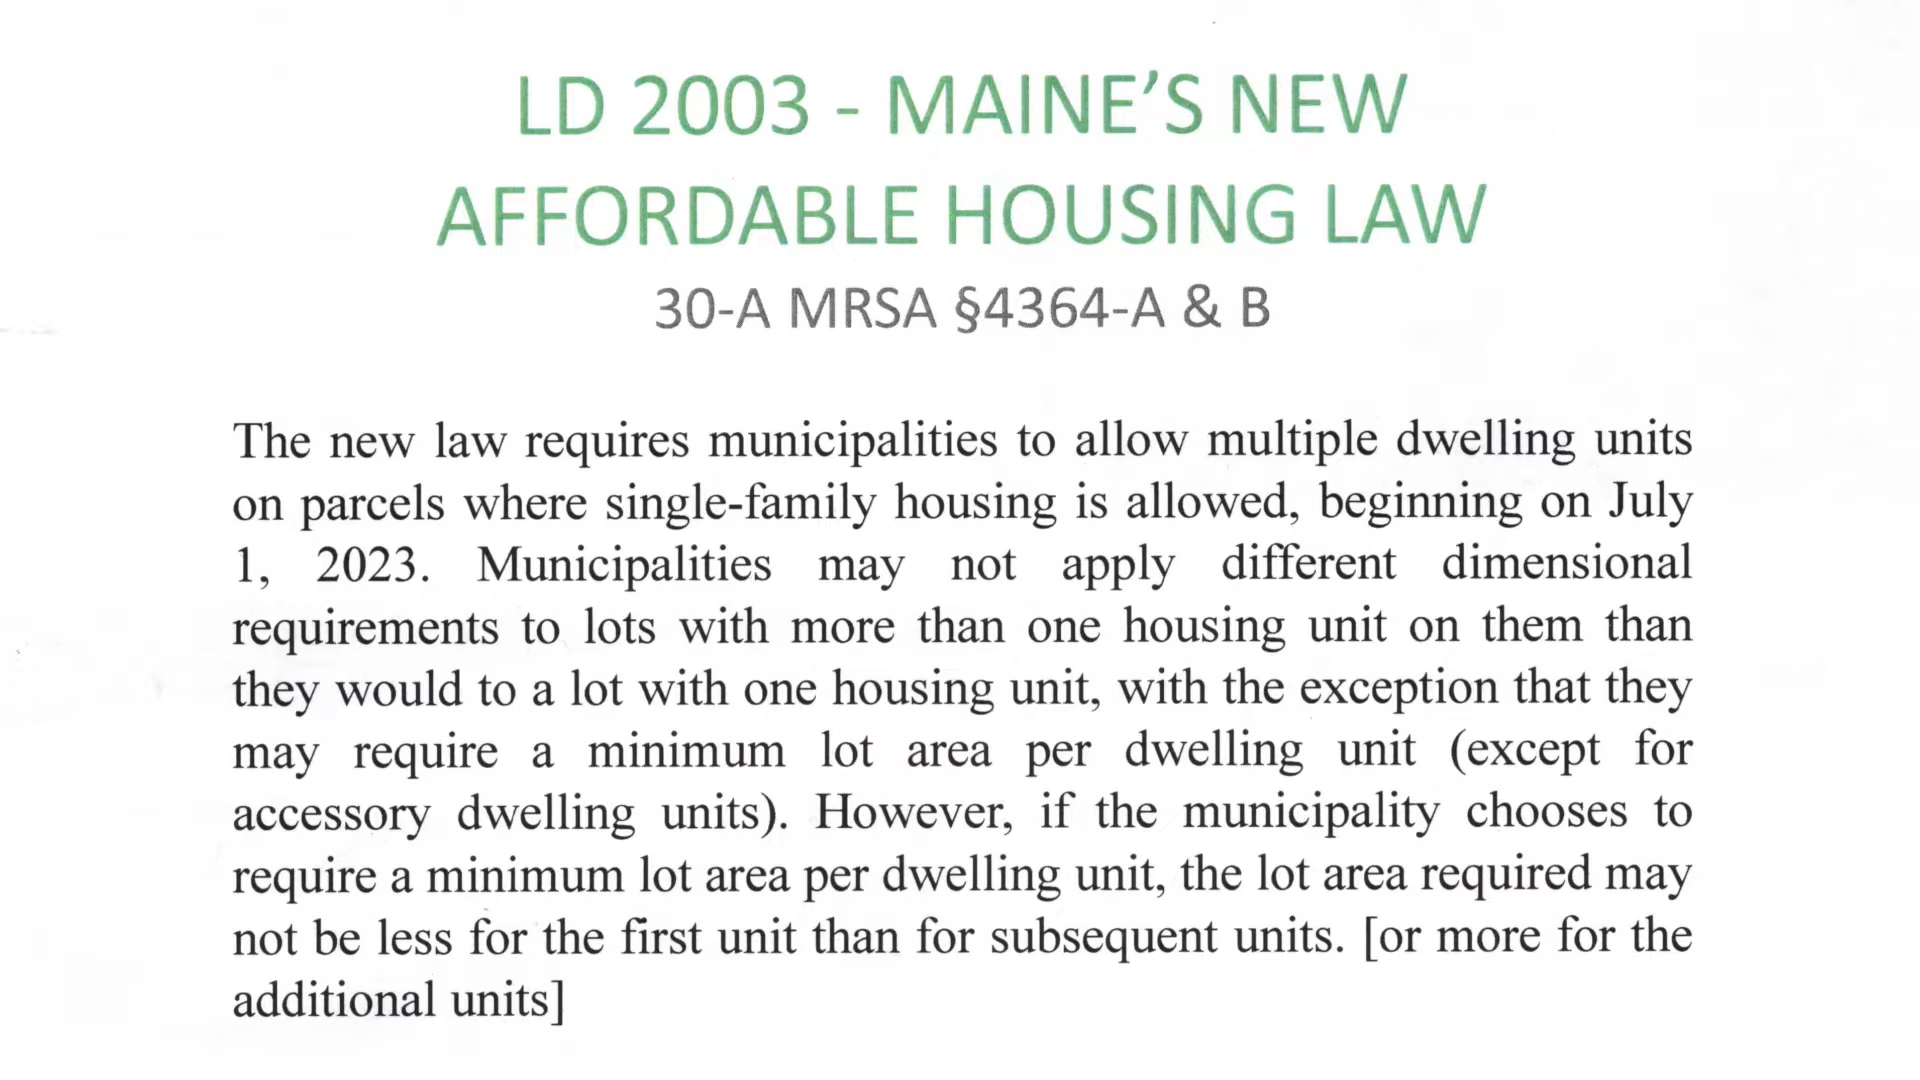 LD 2003 - MAINE’S NEW
AFFORDABLE HOUSING LAW
30-A MRSA §4364-A & B
The new law requires municipalities to allow multiple dwelling units
on parcels where single-family housing is allowed, beginning on July
1, 2023. Municipalities may not apply different dimensional
requirements to lots with more than one housing unit on them than
they would to a lot with one housing unit, with the exception that they
may require a minimum lot area per dwelling unit (except for
accessory dwelling units). However, if the municipality chooses to
require a minimum lot area per dwelling unit, the lot area required may
not be less for the first unit than for subsequent units. [or more for the
additional units]